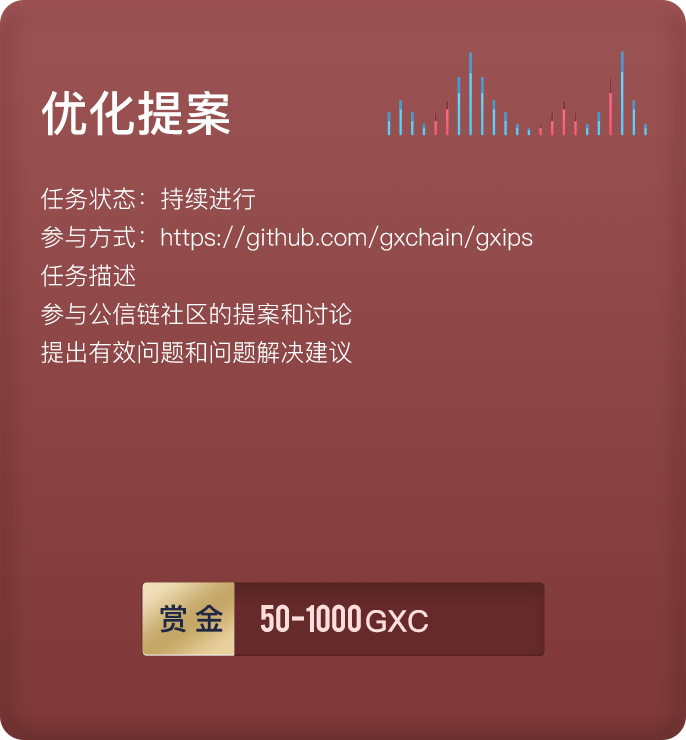 优化提案
任务状态：持续进行
参与方式：https://github.com/gxchain/gxips
任务描述
参与公信链社区的提案和讨论
提出有效问题和问题解决建议
赏金 50-1000GXC